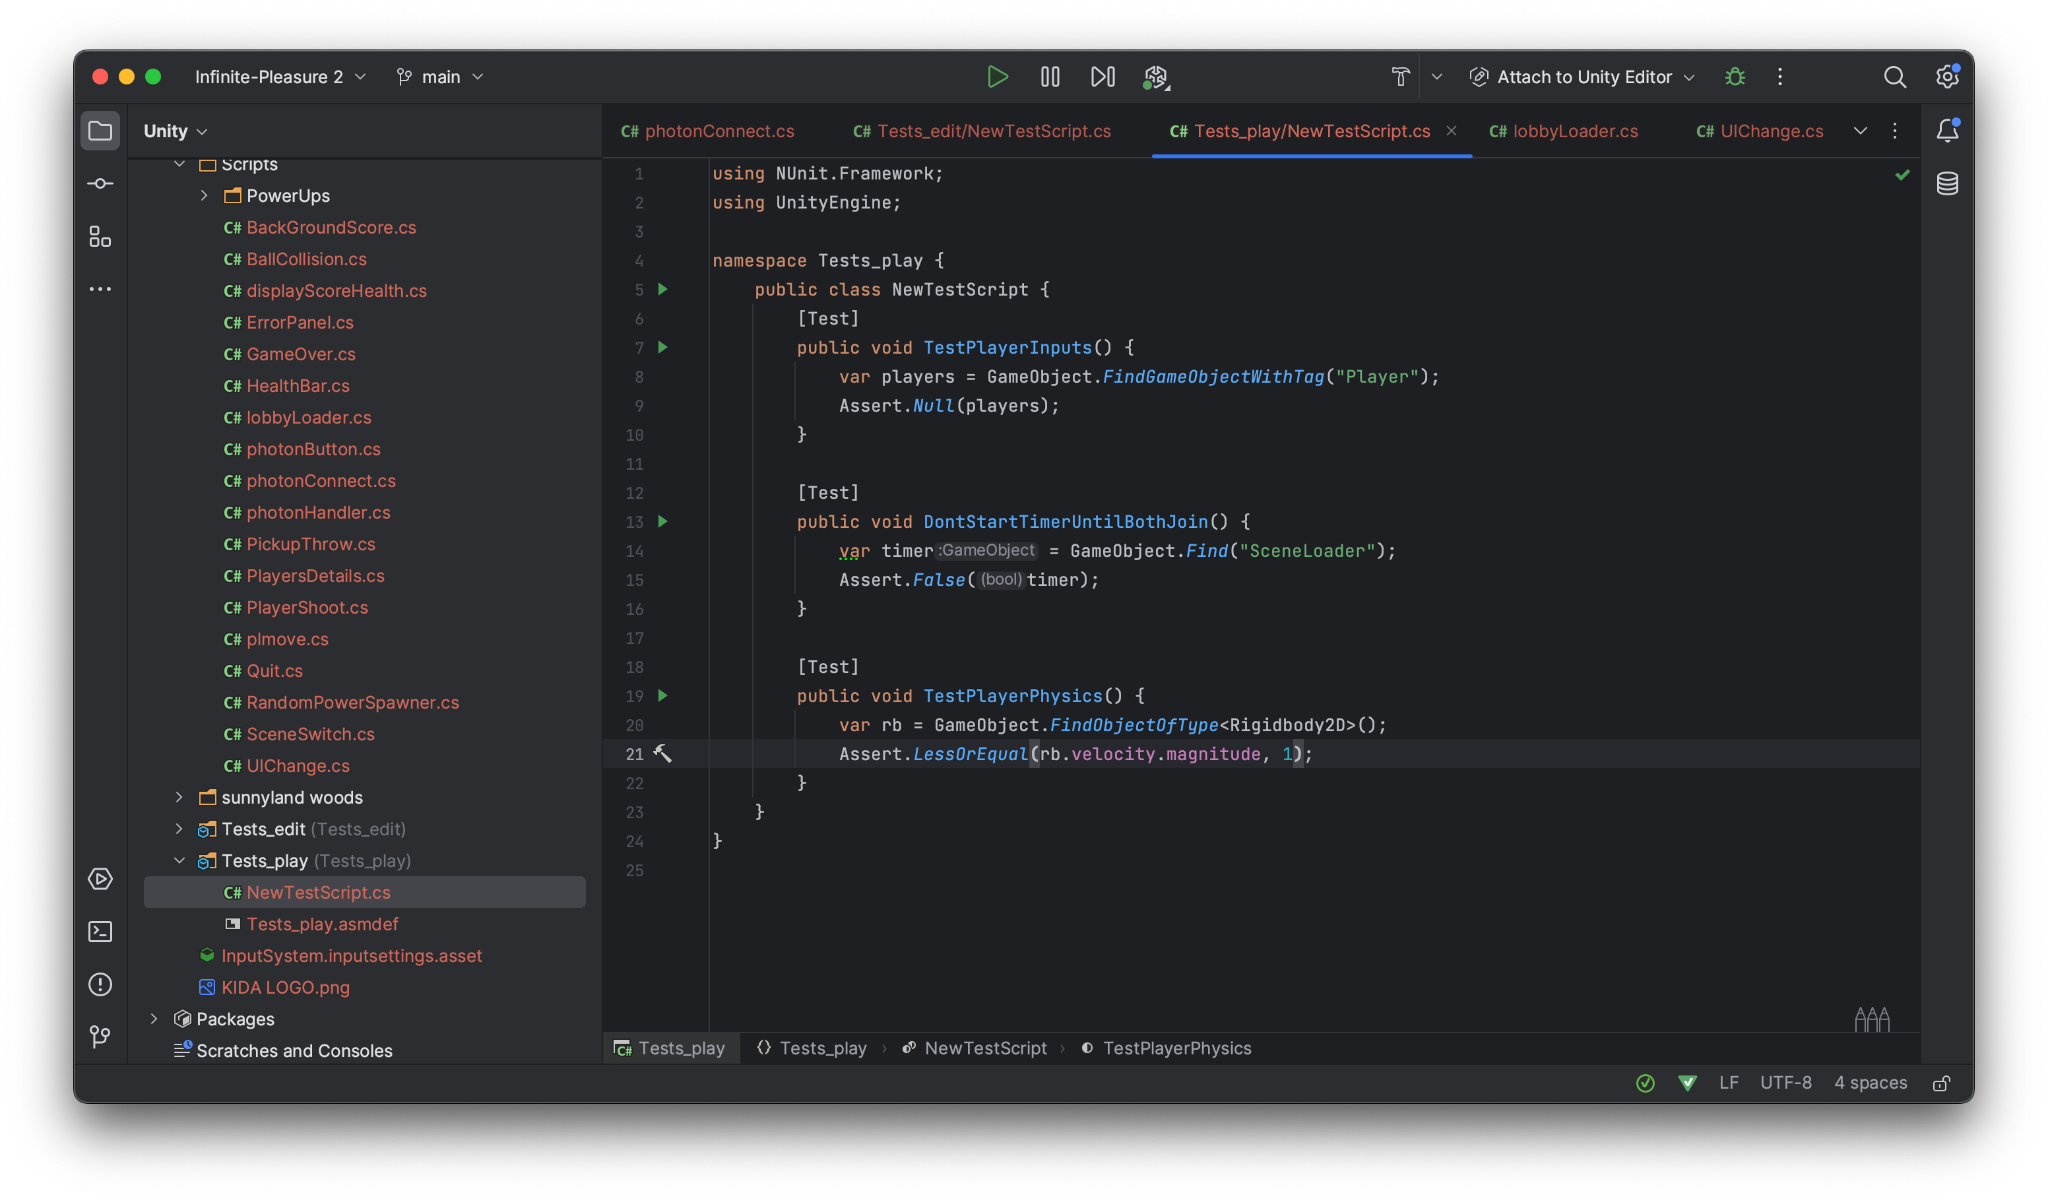 Infinite-Pleasure 2
main
Attach to Unity Editor
Unity
Scripts
PowerUps
C# BackGroundScore.cs
C# BallCollision.cs
C# displayScoreHealth.cs
C# ErrorPanel.cs
C# GameOver.cs
C# HealthBar.cs
C# lobbyLoader.cs
C# photonButton.cs
C# photonConnect.cs
C# photonHandler.cs
C# PickupThrow.cs
C# PlayersDetails.cs
C# PlayerShoot.cs
C# plmove.cs
C# Quit.cs
C# RandomPowerSpawner.cs
C# SceneSwitch.cs
C# UIChange.cs
sunnyland woods
Tests_edit (Tests_edit)
Tests_play (Tests_play)
C# NewTestScript.cs
Tests_play.asmdef
InputSystem.inputsettings.asset
KIDA LOGO.png
Packages
Scratches and Consoles
C# photonConnect.cs
C# Tests_edit/NewTestScript.cs
C# Tests_play/NewTestScript.cs
C# lobbyLoader.cs
C# UIChange.cs
1 using NUnit.Framework;
2 using UnityEngine;
3
4 namespace Tests_play {
5 public class NewTestScript {
6 [Test]
7 public void TestPlayerInputs() {
8 var players = GameObject.FindGameObjectWithTag("Player");
9 Assert.Null(players);
10 }
11
12 [Test]
13 public void DontStartTimerUntilBothJoin() {
14 var timer :GameObject = GameObject.Find("SceneLoader");
15 Assert.False((bool)timer);
16 }
17
18 [Test]
19 public void TestPlayerPhysics() {
20 var rb = GameObject.FindObjectOfType<Rigidbody2D>();
21 Assert.LessOrEqual(rb.velocity.magnitude, 1);
22 }
23 }
24 }
25
C# Tests_play
Tests_play
NewTestScript
TestPlayerPhysics
LF
UTF-8
4 spaces